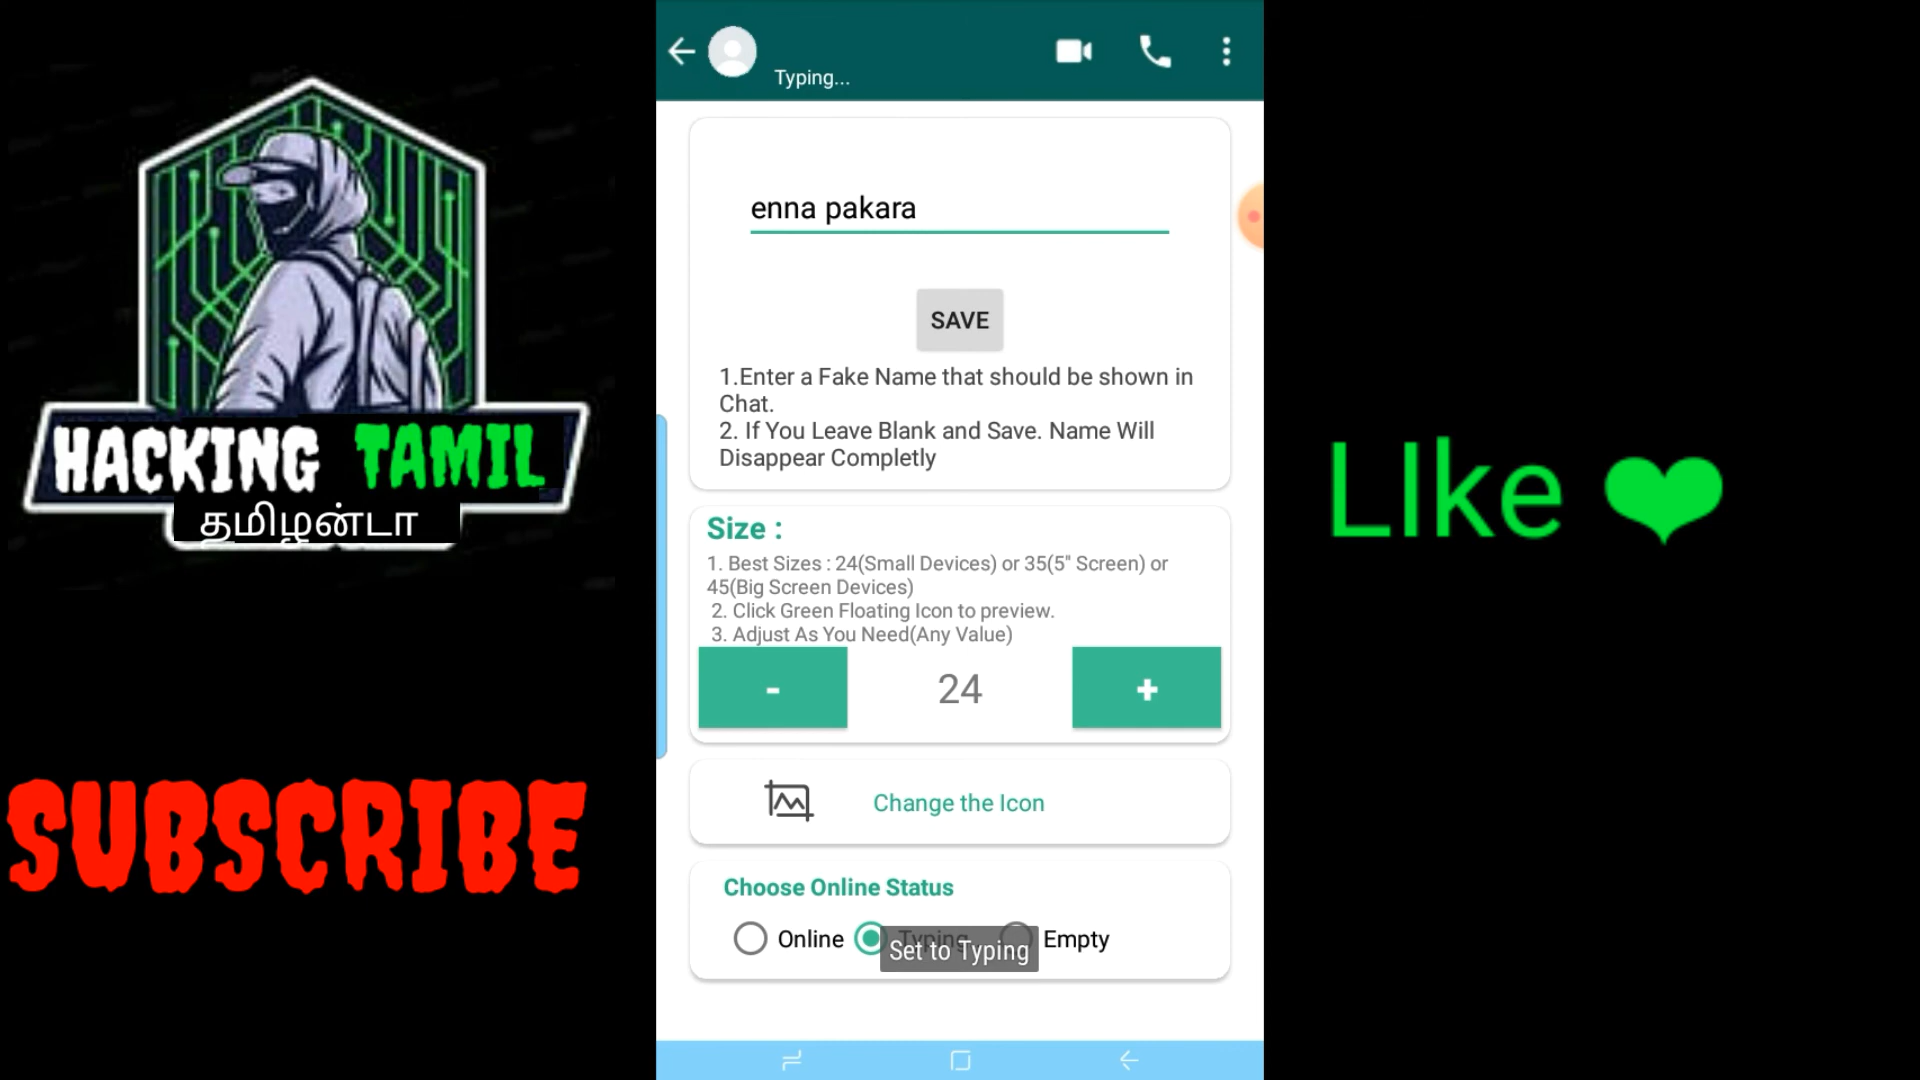 HACKING TAMIL
தமிழன்டா
SUBSCRIBE
Typing...
enna pakara
SAVE
1.Enter a Fake Name that should be shown in
Chat.
2. If You Leave Blank and Save. Name Will
Disappear Completly
Size :
1. Best Sizes : 24(Small Devices) or 35(5" Screen) or
45(Big Screen Devices)
2. Click Green Floating Icon to preview.
3. Adjust As You Need(Any Value)
- 24 +
Change the Icon
Choose Online Status
Online Typing Empty
Set to Typing
LIke